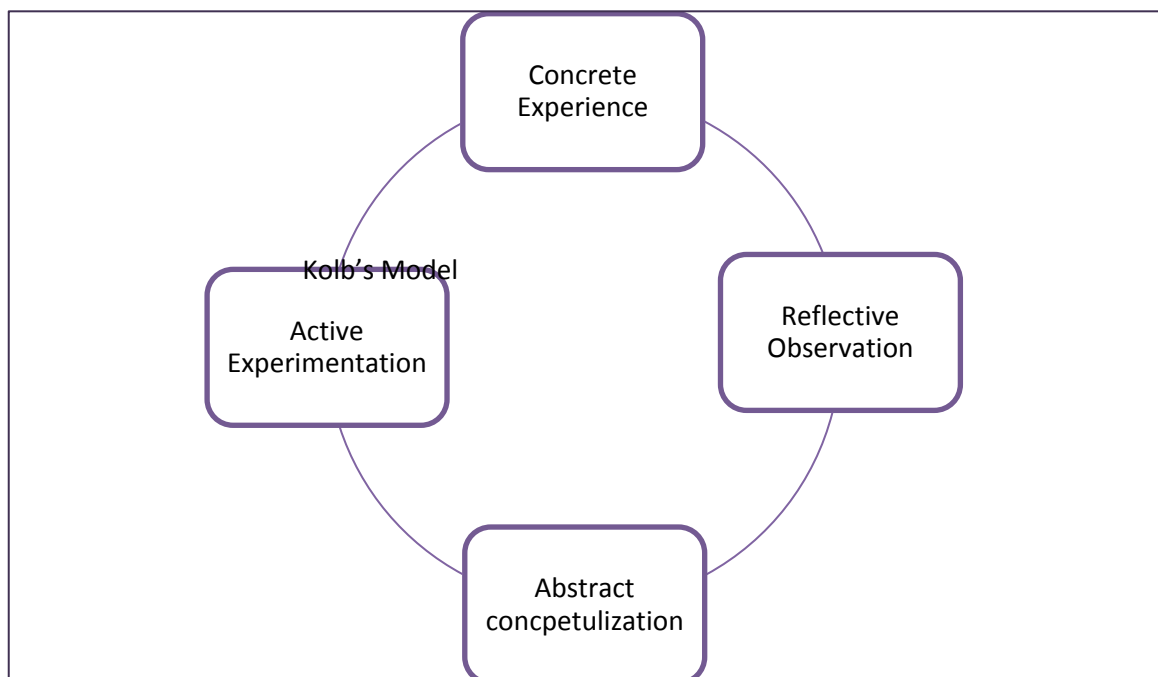 Concrete
Experience
Kolb’s Model
Active
Experimentation
Reflective
Observation
Abstract
concpetulization